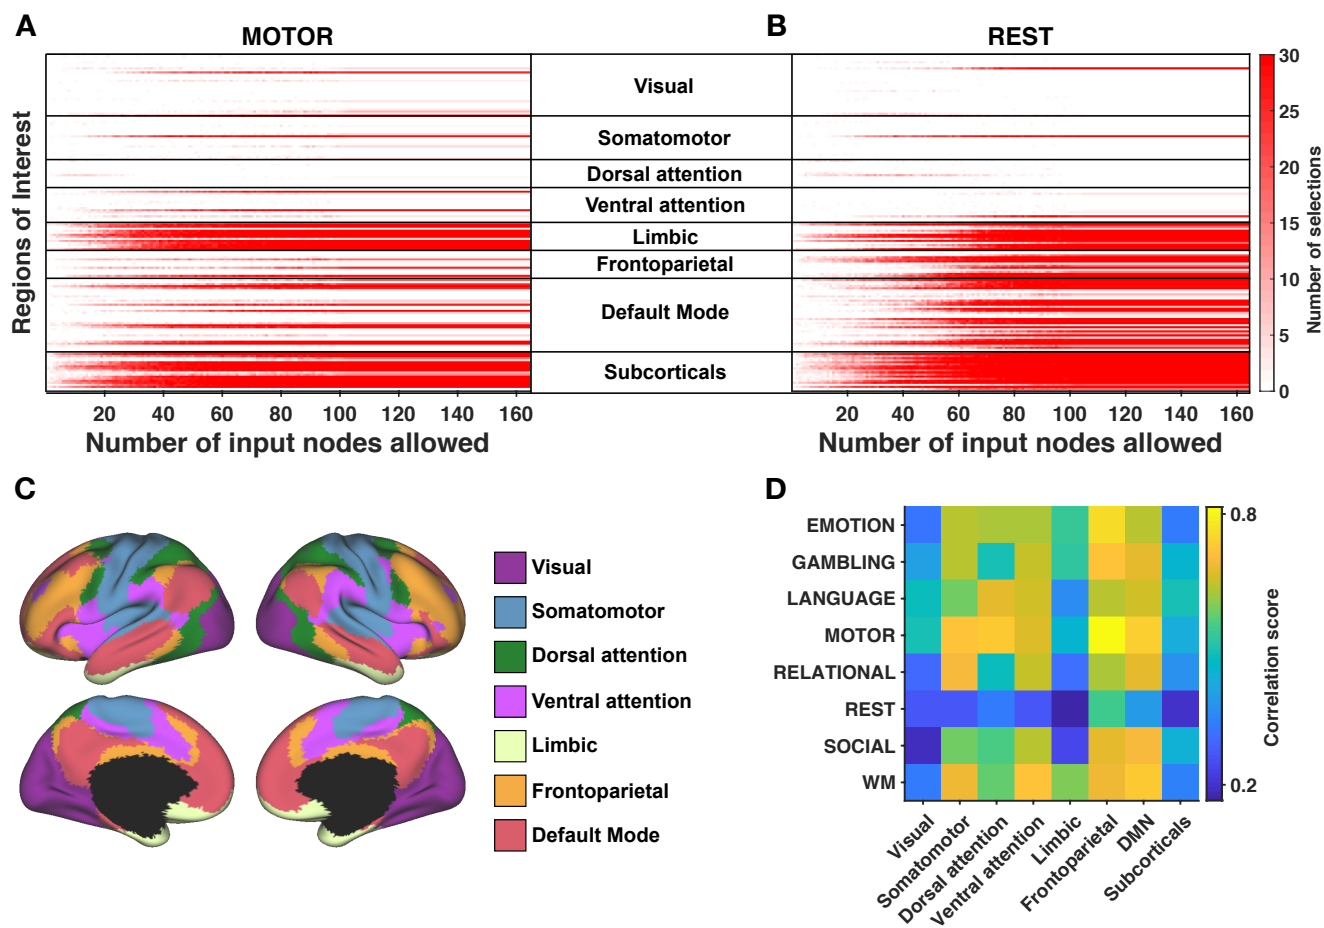 A
MOTOR
B
REST
Regions of Interest
Visual
Somatomotor
Dorsal attention
Ventral attention
Limbic
Frontoparietal
Default Mode
Subcorticals
20 40 60 80 100 120 140 160
Number of input nodes allowed
20 40 60 80 100 120 140 160
Number of input nodes allowed
30
25
20
15
10
5
0
Number of selections
C
Visual
Somatomotor
Dorsal attention
Ventral attention
Limbic
Frontoparietal
Default Mode
D
EMOTION
GAMBLING
LANGUAGE
MOTOR
RELATIONAL
REST
SOCIAL
WM
Visual
Somatomotor
Dorsal attention
Ventral attention
Limbic
Frontoparietal
DMN
Subcorticals
0.8
0.2
Correlation score